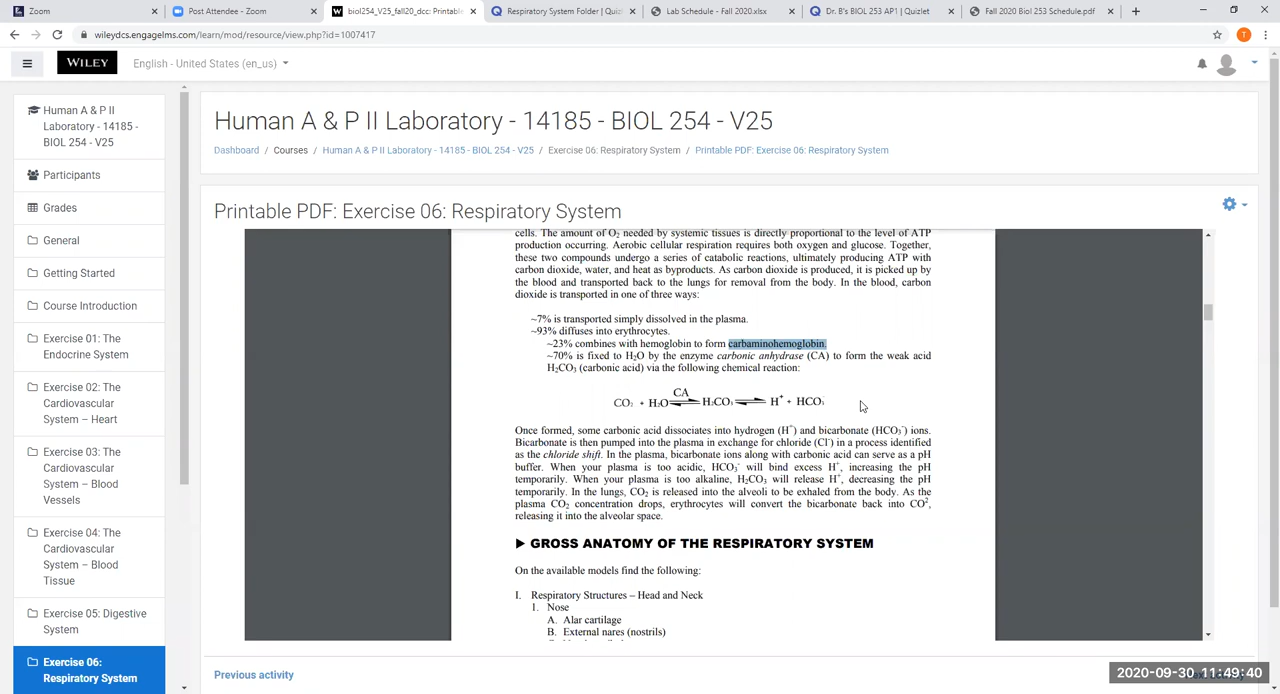 Zoom
Post Attendee - Zoom
biol254_V25_fall20_dcc: Printable
Respiratory System Folder | Quiz
Lab Schedule - Fall 2020.xlsx
Dr. B's BIOL 253 AP1 | Quizlet
Fall 2020 Biol 253 Schedule.pdf
wileydcs.engagelms.com/learn/mod/resource/view.php?id=1007417
T
WILEY
English - United States (en_us)
Human A & P II
Laboratory - 14185 -
BIOL 254 - V25
Participants
Grades
General
Getting Started
Course Introduction
Exercise 01: The
Endocrine System
Exercise 02: The
Cardiovascular
System – Heart
Exercise 03: The
Cardiovascular
System – Blood
Vessels
Exercise 04: The
Cardiovascular
System – Blood
Tissue
Exercise 05: Digestive
System
Exercise 06:
Respiratory System
Human A & P II Laboratory - 14185 - BIOL 254 - V25
Dashboard / Courses / Human A & P II Laboratory - 14185 - BIOL 254 - V25 / Exercise 06: Respiratory System / Printable PDF: Exercise 06: Respiratory System
Printable PDF: Exercise 06: Respiratory System
cells. The amount of O₂ needed by systemic tissues is directly proportional to the level of ATP
production occurring. Aerobic cellular respiration requires both oxygen and glucose. Together,
these two compounds undergo a series of catabolic reactions, ultimately producing ATP with
carbon dioxide, water, and heat as byproducts. As carbon dioxide is produced, it is picked up by
the blood and transported back to the lungs for removal from the body. In the blood, carbon
dioxide is transported in one of three ways:
~7% is transported simply dissolved in the plasma.
~93% diffuses into erythrocytes.
~23% combines with hemoglobin to form carbaminohemoglobin.
~70% is fixed to H₂O by the enzyme carbonic anhydrase (CA) to form the weak acid
H₂CO₃ (carbonic acid) via the following chemical reaction:
CA
CO₂ + H₂O ⇌ H₂CO₃ ⇌ H⁺ + HCO₃⁻
Once formed, some carbonic acid dissociates into hydrogen (H⁺) and bicarbonate (HCO₃⁻) ions.
Bicarbonate is then pumped into the plasma in exchange for chloride (Cl⁻) in a process identified
as the chloride shift. In the plasma, bicarbonate ions along with carbonic acid can serve as a pH
buffer. When your plasma is too acidic, HCO₃⁻ will bind excess H⁺, increasing the pH
temporarily. When your plasma is too alkaline, H₂CO₃ will release H⁺, decreasing the pH
temporarily. In the lungs, CO₂ is released into the alveoli to be exhaled from the body. As the
plasma CO₂ concentration drops, erythrocytes will convert the bicarbonate back into CO²,
releasing it into the alveolar space.
▶ GROSS ANATOMY OF THE RESPIRATORY SYSTEM
On the available models find the following:
I. Respiratory Structures – Head and Neck
1. Nose
A. Alar cartilage
B. External nares (nostrils)
Previous activity
2020-09-30 11:49:40